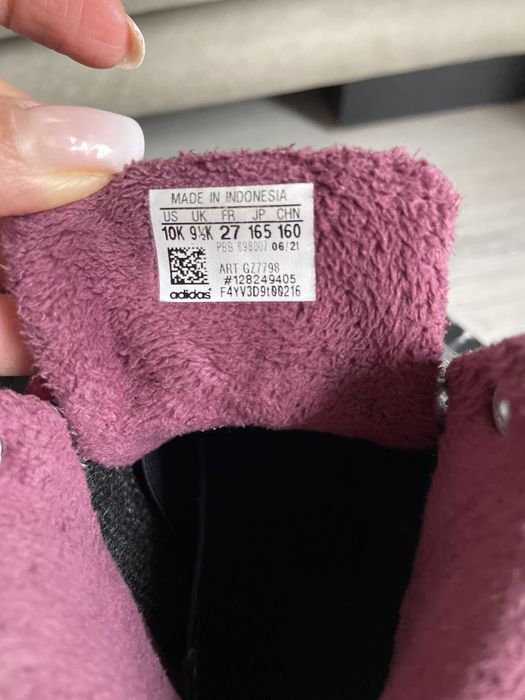 MADE IN INDONESIA
US UK FR JP CHN
10K 9½K 27 165 160
PBB 698007 06/21
ART GZ7798
#128249405
adidas F4YV3D9t00216